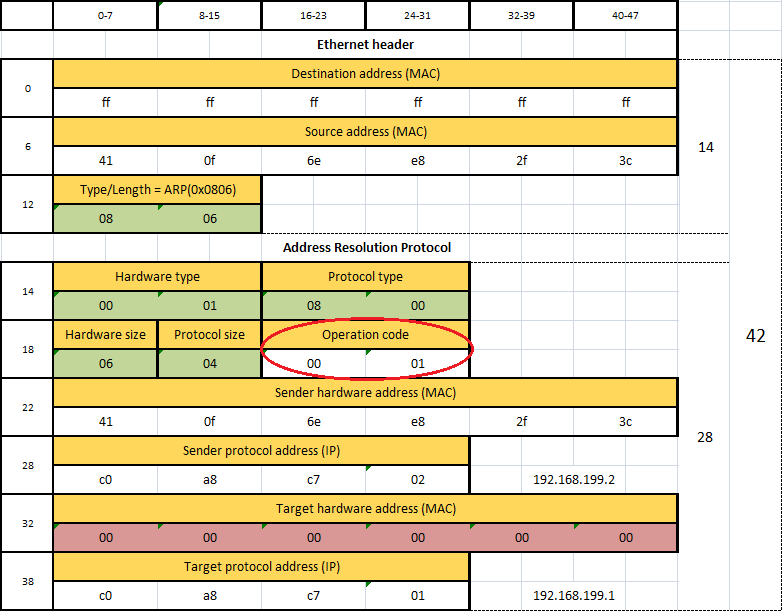 0-7 8-15 16-23 24-31 32-39 40-47
Ethernet header
Destination address (MAC)
0
ff ff ff ff ff ff
Source address (MAC)
6
14
41 0f 6e e8 2f 3c
Type/Length = ARP(0x0806)
12
08 06
Address Resolution Protocol
Hardware type Protocol type
14
00 01 08 00
Hardware size Protocol size Operation code
42
18
06 04 00 01
Sender hardware address (MAC)
22
41 0f 6e e8 2f 3c
28
Sender protocol address (IP)
28
c0 a8 c7 02 192.168.199.2
Target hardware address (MAC)
32
00 00 00 00 00 00
Target protocol address (IP)
38
c0 a8 c7 01 192.168.199.1